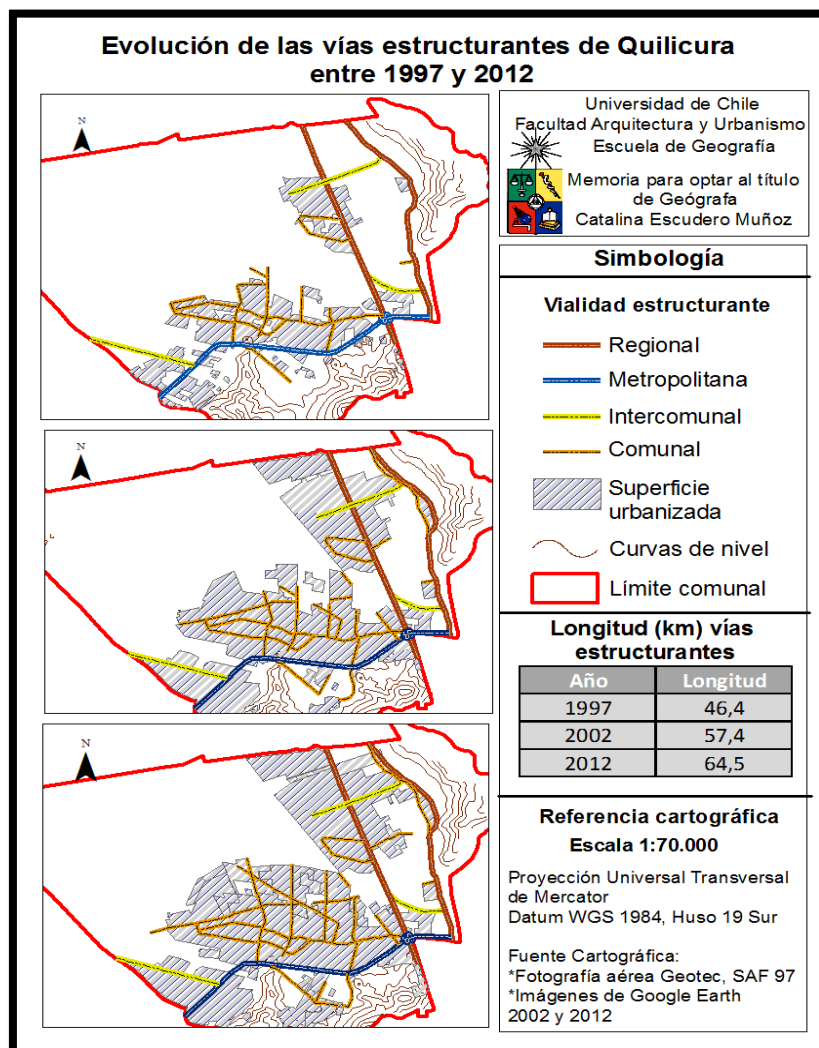 Evolución de las vías estructurantes de Quilicura
entre 1997 y 2012
N
N
N
Universidad de Chile
Facultad Arquitectura y Urbanismo
Escuela de Geografía
Memoria para optar al título
de Geógrafa
Catalina Escudero Muñoz
Simbología
Vialidad estructurante
Regional
Metropolitana
Intercomunal
Comunal
Superficie
urbanizada
Curvas de nivel
Límite comunal
Longitud (km) vías
estructurantes
Año Longitud
1997 46,4
2002 57,4
2012 64,5
Referencia cartográfica
Escala 1:70.000
Proyección Universal Transversal
de Mercator
Datum WGS 1984, Huso 19 Sur
Fuente Cartográfica:
*Fotografía aérea Geotec, SAF 97
*Imágenes de Google Earth
2002 y 2012